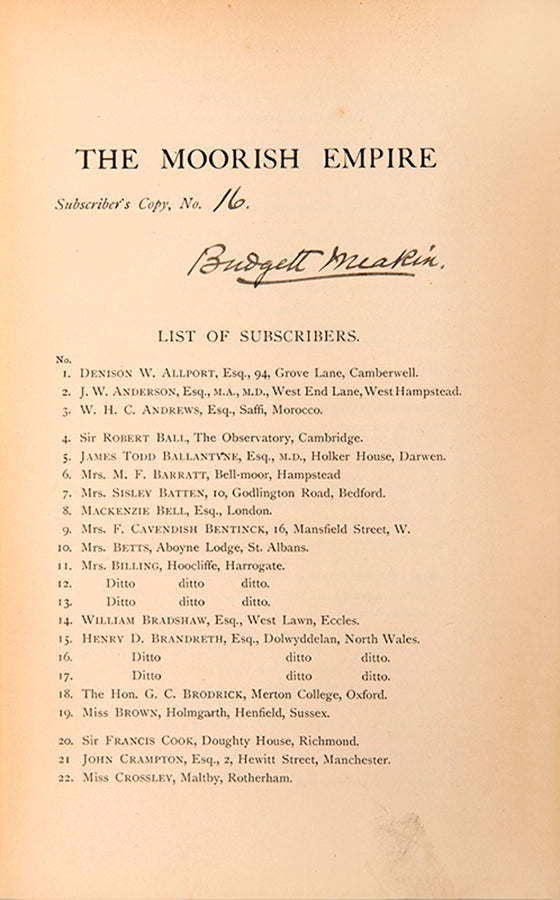 THE MOORISH EMPIRE
Subscriber's Copy, No. 16.
Budgett Meakin.
LIST OF SUBSCRIBERS.
No.
1. DENISON W. ALLPORT, Esq., 94, Grove Lane, Camberwell.
2. J. W. ANDERSON, Esq., M.A., M.D., West End Lane, West Hampstead.
3. W. H. C. ANDREWS, Esq., Saffi, Morocco.
4. Sir ROBERT BALL, The Observatory, Cambridge.
5. JAMES TODD BALLANTYNE, Esq., M.D., Holker House, Darwen.
6. Mrs. M. F. BARRATT, Bell-moor, Hampstead
7. Mrs. SISLEY BATTEN, 10, Godlington Road, Bedford.
8. MACKENZIE BELL, Esq., London.
9. Mrs. F. CAVENDISH BENTINCK, 16, Mansfield Street, W.
10. Mrs. BETTS, Aboyne Lodge, St. Albans.
11. Mrs. BILLING, Hoocliffe, Harrogate.
12. Ditto ditto ditto.
13. Ditto ditto ditto.
14. WILLIAM BRADSHAW, Esq., West Lawn, Eccles.
15. HENRY D. BRANDRETH, Esq., Dolwyddelan, North Wales.
16. Ditto ditto ditto.
17. Ditto ditto ditto.
18. The Hon. G. C. BRODRICK, Merton College, Oxford.
19. Miss BROWN, Holmgarth, Henfield, Sussex.
20. Sir FRANCIS COOK, Doughty House, Richmond.
21 JOHN CRAMPTON, Esq., 2, Hewitt Street, Manchester.
22. Miss CROSSLEY, Maltby, Rotherham.